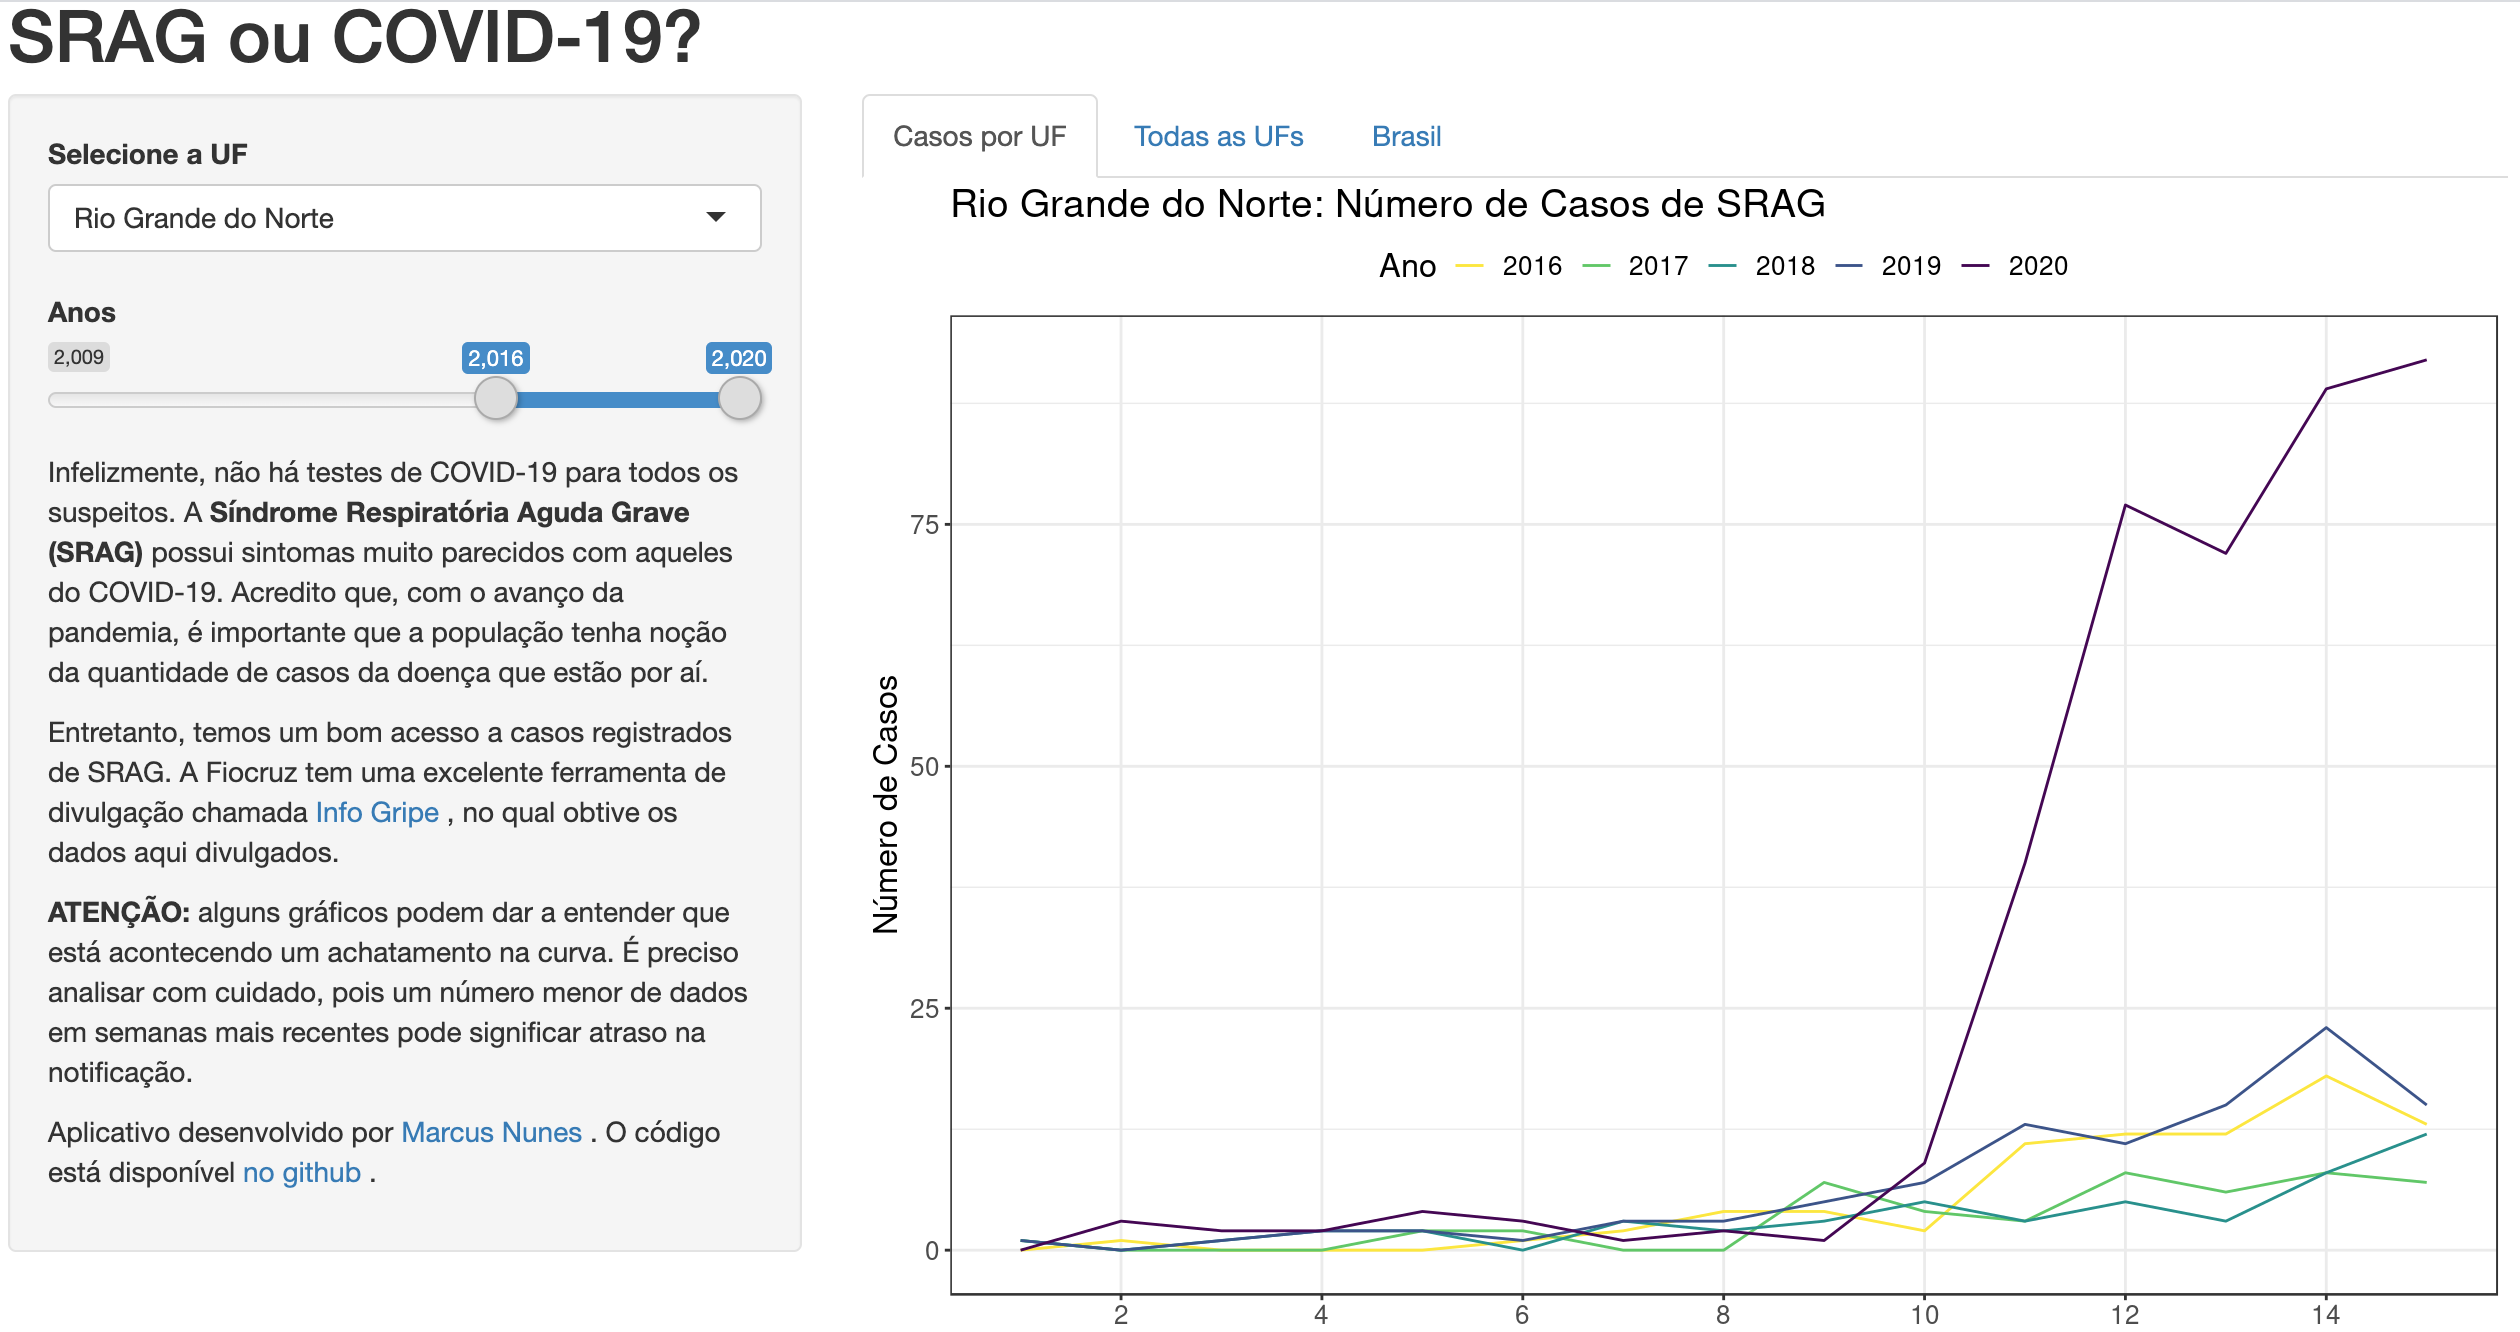 SRAG ou COVID-19?
Selecione a UF
Rio Grande do Norte
Anos
2,009
2,016
2,020
Infelizmente, não há testes de COVID-19 para todos os
suspeitos. A Síndrome Respiratória Aguda Grave
(SRAG) possui sintomas muito parecidos com aqueles
do COVID-19. Acredito que, com o avanço da
pandemia, é importante que a população tenha noção
da quantidade de casos da doença que estão por aí.
Entretanto, temos um bom acesso a casos registrados
de SRAG. A Fiocruz tem uma excelente ferramenta de
divulgação chamada Info Gripe , no qual obtive os
dados aqui divulgados.
ATENÇÃO: alguns gráficos podem dar a entender que
está acontecendo um achatamento na curva. É preciso
analisar com cuidado, pois um número menor de dados
em semanas mais recentes pode significar atraso na
notificação.
Aplicativo desenvolvido por Marcus Nunes . O código
está disponível no github .
Casos por UF
Todas as UFs
Brasil
Rio Grande do Norte: Número de Casos de SRAG
Ano 2016 2017 2018 2019 2020
Número de Casos
75
50
25
0
2 4 6 8 10 12 14